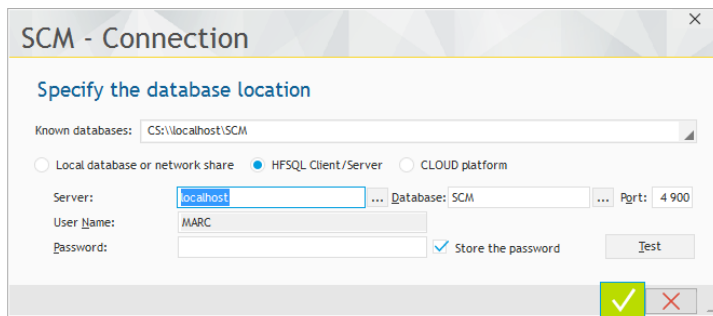 SCM - Connection
Specify the database location
Known databases: CS:\\localhost\SCM
Local database or network share HFSQL Client/Server CLOUD platform
Server: localhost ... Database: SCM ... Port: 4 900
User Name: MARC
Password: Store the password Test